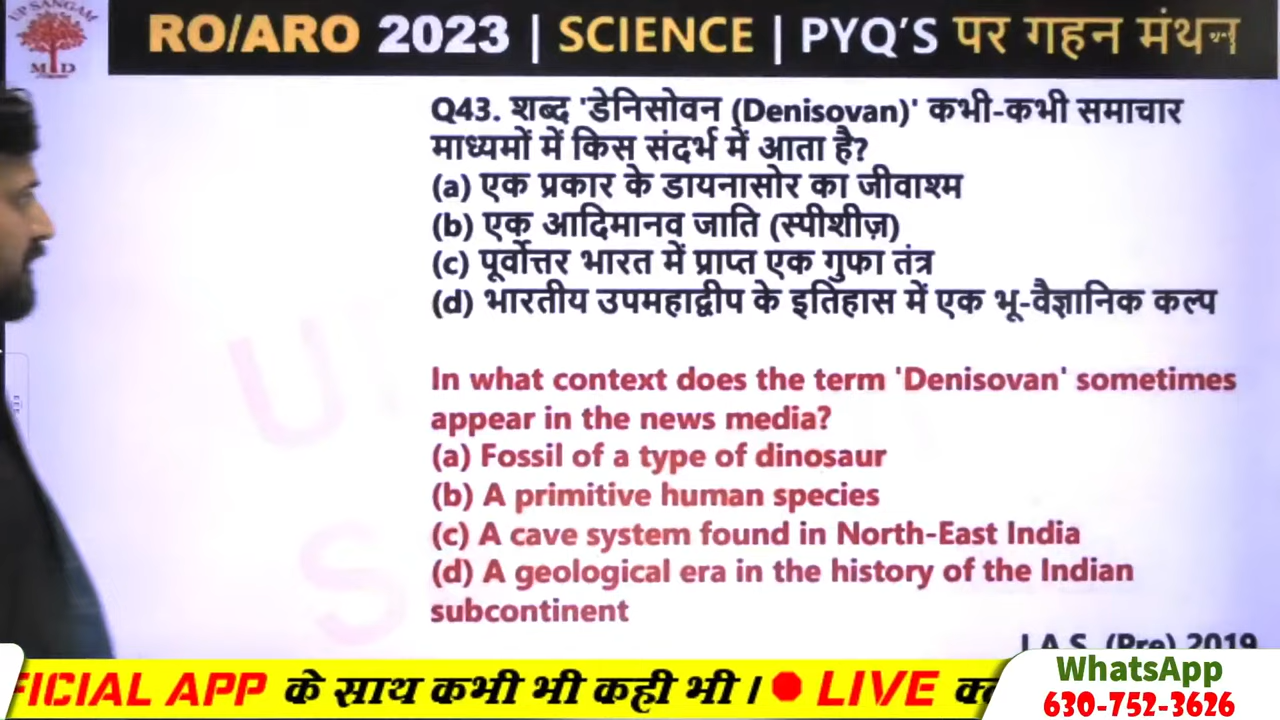 UP SANGAM
RO/ARO 2023 | SCIENCE | PYQ'S पर गहन मंथन
Q43. शब्द 'डेनिसोवन (Denisovan)' कभी-कभी समाचार
माध्यमों में किस संदर्भ में आता है?
(a) एक प्रकार के डायनासोर का जीवाश्म
(b) एक आदिमानव जाति (स्पीशीज़)
(c) पूर्वोत्तर भारत में प्राप्त एक गुफा तंत्र
(d) भारतीय उपमहाद्वीप के इतिहास में एक भू-वैज्ञानिक कल्प
In what context does the term 'Denisovan' sometimes
appear in the news media?
(a) Fossil of a type of dinosaur
(b) A primitive human species
(c) A cave system found in North-East India
(d) A geological era in the history of the Indian
subcontinent
I.A.S. (Pre) 2019
FICIAL APP के साथ कभी भी कही भी। LIVE
WhatsApp
630-752-3626